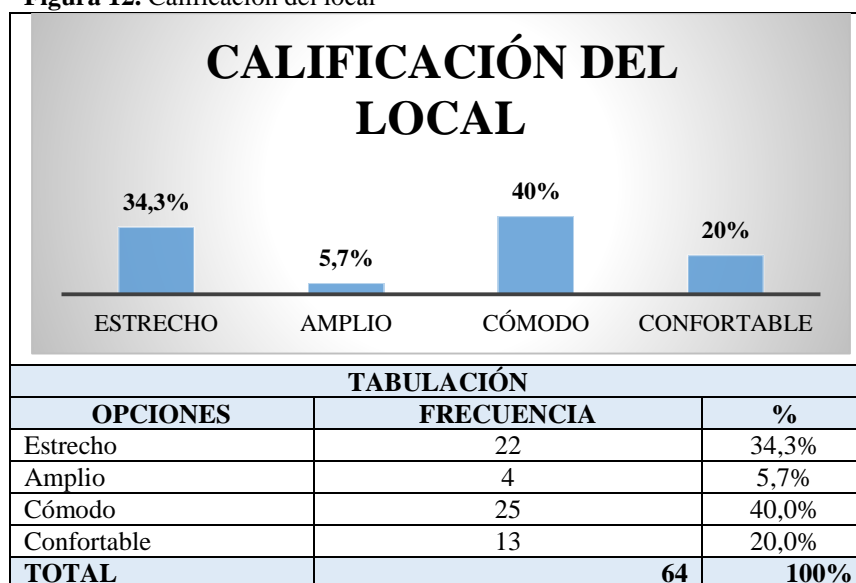 Figura 12. Calificación del local
CALIFICACIÓN DEL
LOCAL
34,3%
5,7%
40%
20%
ESTRECHO AMPLIO CÓMODO CONFORTABLE
TABULACIÓN
OPCIONES FRECUENCIA %
Estrecho 22 34,3%
Amplio 4 5,7%
Cómodo 25 40,0%
Confortable 13 20,0%
TOTAL 64 100%